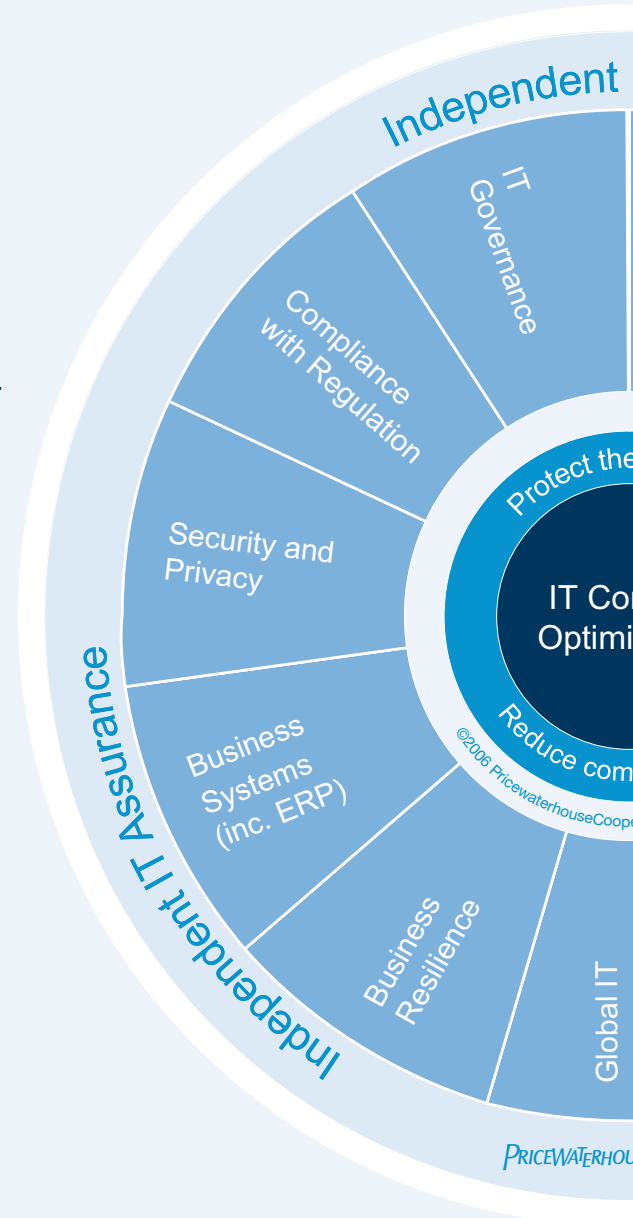 Independent
IT
Governance
Compliance
with Regulation
Security and
Privacy
Business
Systems
(inc. ERP)
Business
Resilience
Global IT
Independent IT Assurance
Protect the
IT Co
Optimi
Reduce com
©2006 PricewaterhouseCoope
PRICEWATERHOU